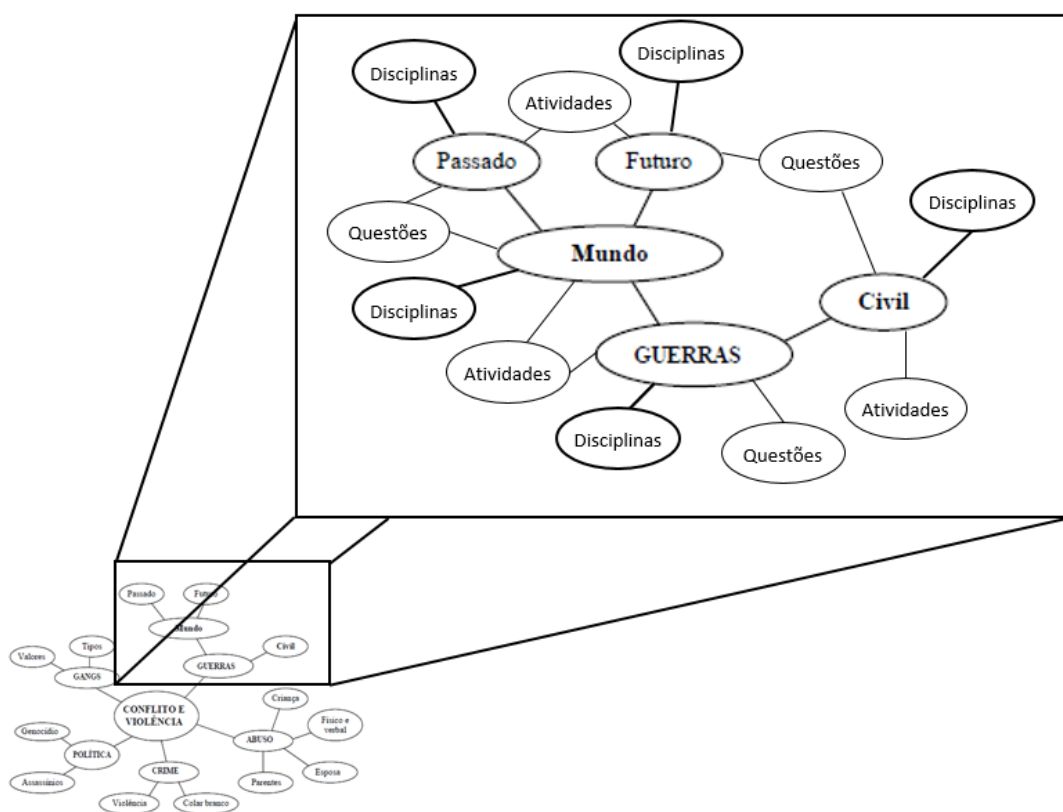 Disciplinas
Disciplinas
Atividades
Passado
Futuro
Questões
Disciplinas
Questões
Mundo
Disciplinas
Civil
GUERRAS
Atividades
Atividades
Disciplinas
Questões
Passado
Futuro
Mundo
Tipos
Civil
Valores
GUERRAS
GANGS
Criança
CONFLITO E
VIOLÊNCIA
Físico e
verbal
Genocídio
ABUSO
POLÍTICA
CRIME
Esposa
Assassínios
Parentes
Violência
Colar branco